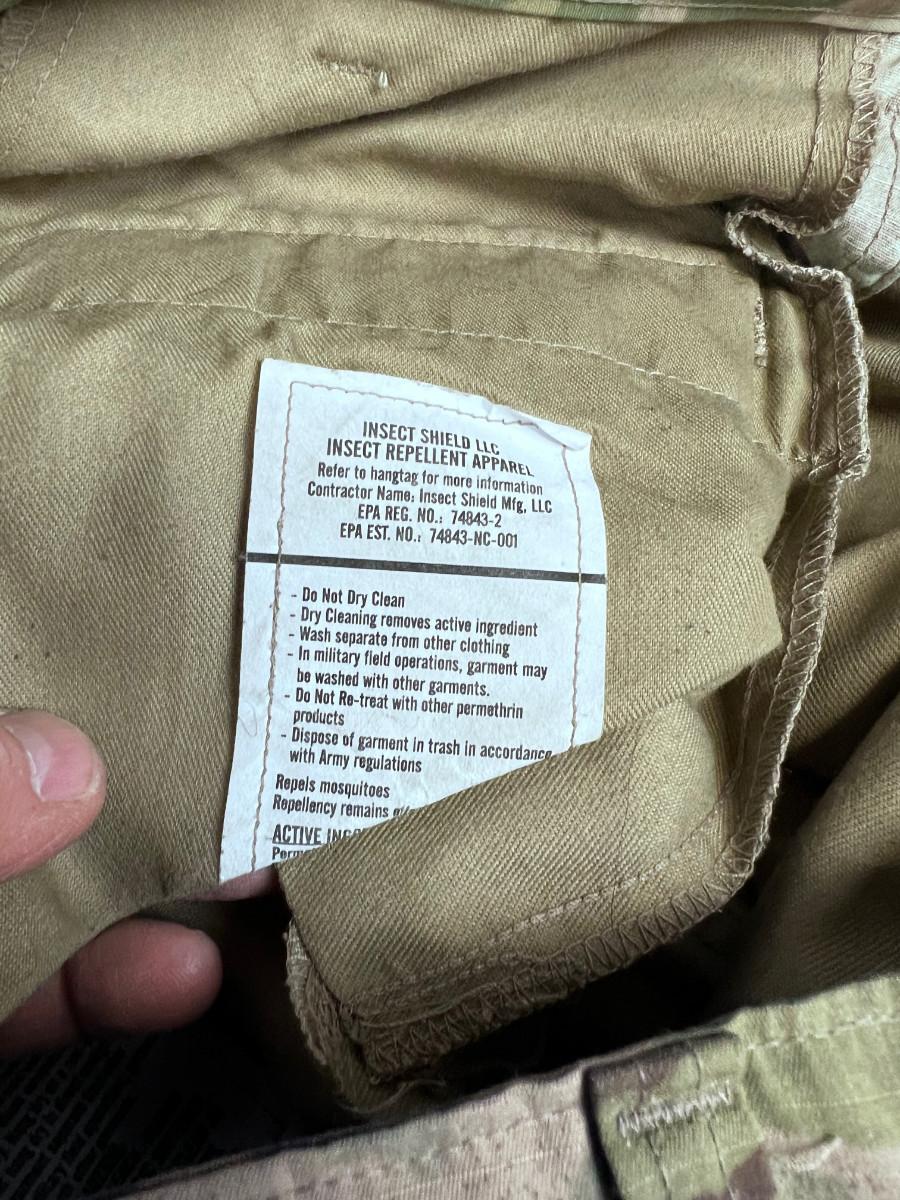 INSECT SHIELD LLC
INSECT REPELLENT APPAREL
Refer to hangtag for more information
Contractor Name: Insect Shield Mfg, LLC
EPA REG. NO.: 74843-2
EPA EST. NO.: 74843-NC-001
- Do Not Dry Clean
- Dry Cleaning removes active ingredient
- Wash separate from other clothing
- In military field operations, garment may
be washed with other garments.
- Do Not Re-treat with other permethrin
products
- Dispose of garment in trash in accordance
with Army regulations
Repels mosquitoes
Repellency remains
ACTIVE